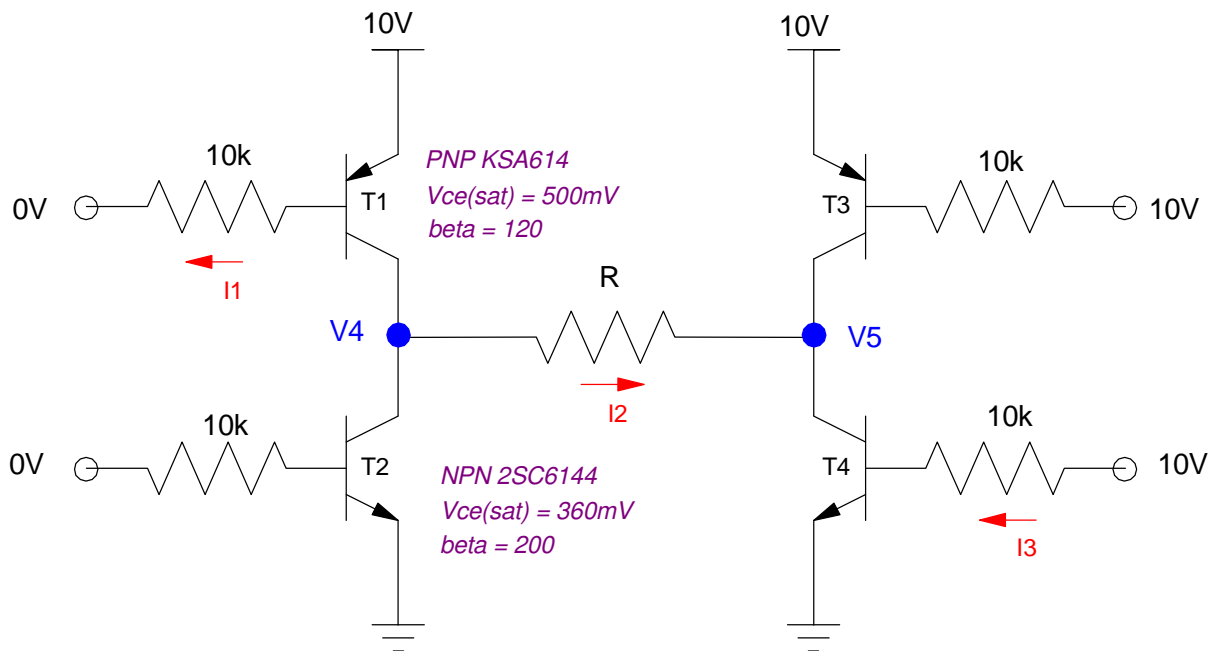 10V
10V
10k
PNP KSA614
Vce(sat) = 500mV
beta = 120
10k
0V
T1
T3
10V
I1
R
V4
V5
I2
10k
10k
0V
T2
T4
10V
NPN 2SC6144
Vce(sat) = 360mV
beta = 200
I3